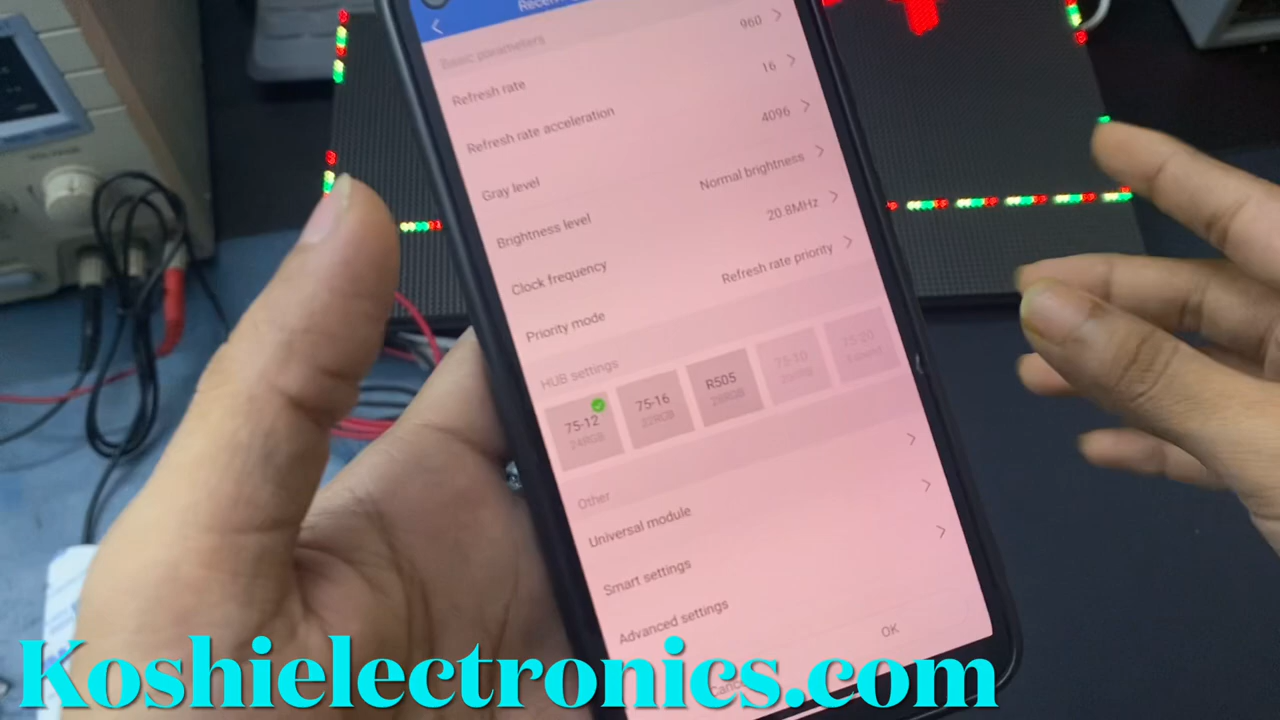 Basic parameters
Refresh rate 960
Refresh rate acceleration 16
Gray level 4096
Brightness level Normal brightness
Clock frequency 20.8MHz
Priority mode Refresh rate priority
HUB settings
75-12 75-16 R505
Other
Universal module
Smart settings
Advanced settings
OK
Koshielectronics.com